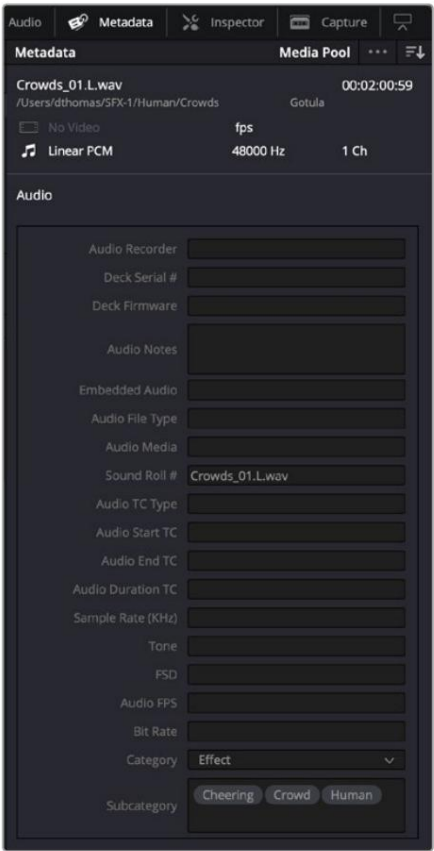 Audio Metadata Inspector Capture
Metadata Media Pool ···
Crowds_01.L.wav 00:02:00:59
/Users/dthomas/SFX-1/Human/Crowds Gotula
No Video fps
Linear PCM 48000 Hz 1 Ch
Audio
Audio Recorder
Deck Serial #
Deck Firmware
Audio Notes
Embedded Audio
Audio File Type
Audio Media
Sound Roll # Crowds_01.L.wav
Audio TC Type
Audio Start TC
Audio End TC
Audio Duration TC
Sample Rate (KHz)
Tone
FSD
Audio FPS
Bit Rate
Category Effect
Subcategory Cheering Crowd Human